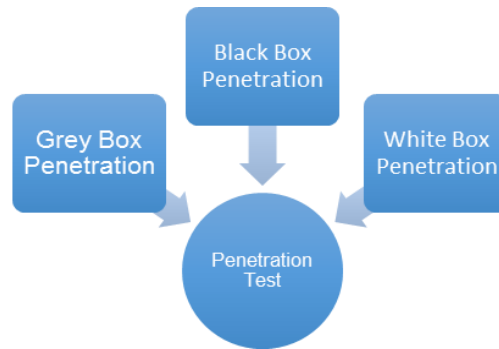 Black Box
Penetration
Grey Box
Penetration
White Box
Penetration
Penetration
Test